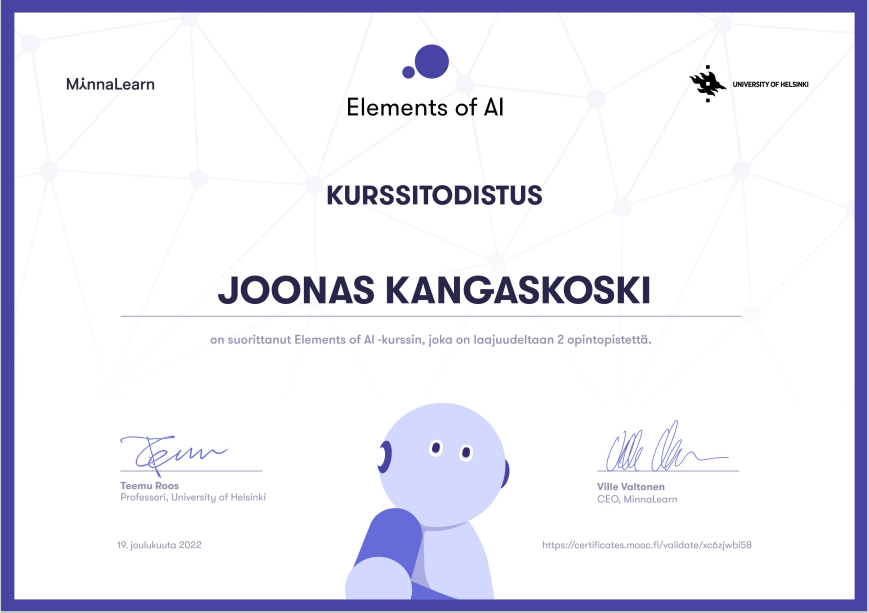 MinnaLearn
Elements of AI
UNIVERSITY OF HELSINKI
KURSSITODISTUS
JOONAS KANGASKOSKI
on suorittanut Elements of AI -kurssin, joka on laajuudeltaan 2 opintopistettä.
Teemu Roos
Professori, University of Helsinki
Ville Valtonen
CEO, MinnaLearn
19. joulukuuta 2022
https://certificates.mooc.fi/validate/xc6zjwbi58